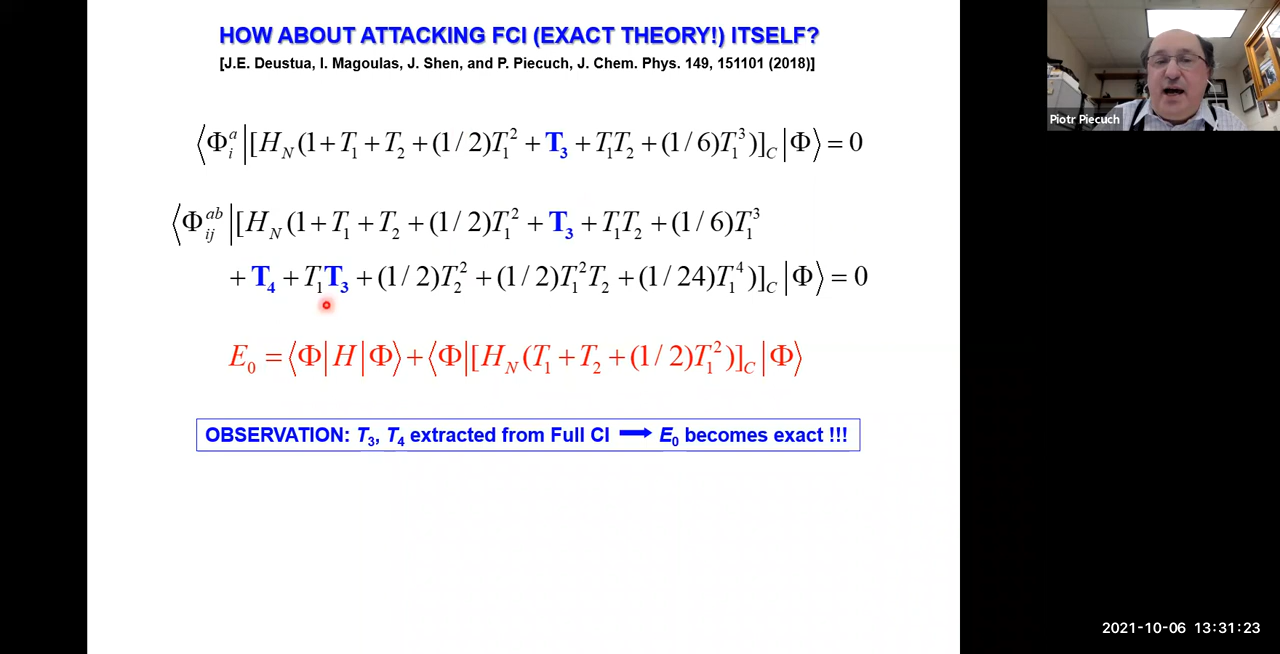 HOW ABOUT ATTACKING FCI (EXACT THEORY!) ITSELF?
[J.E. Deustua, I. Magoulas, J. Shen, and P. Piecuch, J. Chem. Phys. 149, 151101 (2018)]
⟨Φ_i^a|[H_N(1+T_1+T_2+(1/2)T_1^2+T_3+T_1T_2+(1/6)T_1^3)]_C|Φ⟩=0
⟨Φ_ij^ab|[H_N(1+T_1+T_2+(1/2)T_1^2+T_3+T_1T_2+(1/6)T_1^3
+T_4+T_1T_3+(1/2)T_2^2+(1/2)T_1^2T_2+(1/24)T_1^4)]_C|Φ⟩=0
E_0=⟨Φ|H|Φ⟩+⟨Φ|[H_N(T_1+T_2+(1/2)T_1^2)]_C|Φ⟩
OBSERVATION: T_3, T_4 extracted from Full CI → E_0 becomes exact !!!
Piotr Piecuch
2021-10-06 13:31:23